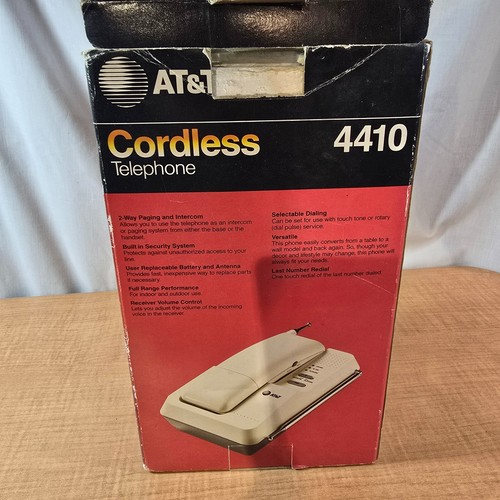 AT&T
Cordless 4410
Telephone
2-Way Paging and Intercom
Allows you to use the telephone as an intercom
or paging system from either the base or the
handset.
Built in Security System
Protects against unauthorized access to your
line.
User Replaceable Battery and Antenna
Provides fast, inexpensive way to replace parts
if necessary.
Full Range Performance
For indoor and outdoor use.
Receiver Volume Control
Lets you adjust the volume of the incoming
voice in the receiver.
Selectable Dialing
Can be set for use with touch tone or rotary
(dial pulse) service.
Versatile
This phone easily converts from a table to a
wall model and back again. So, though your
decor and lifestyle may change, this phone will
always fit your needs.
Last Number Redial
One touch redial of the last number dialed.
AT&T